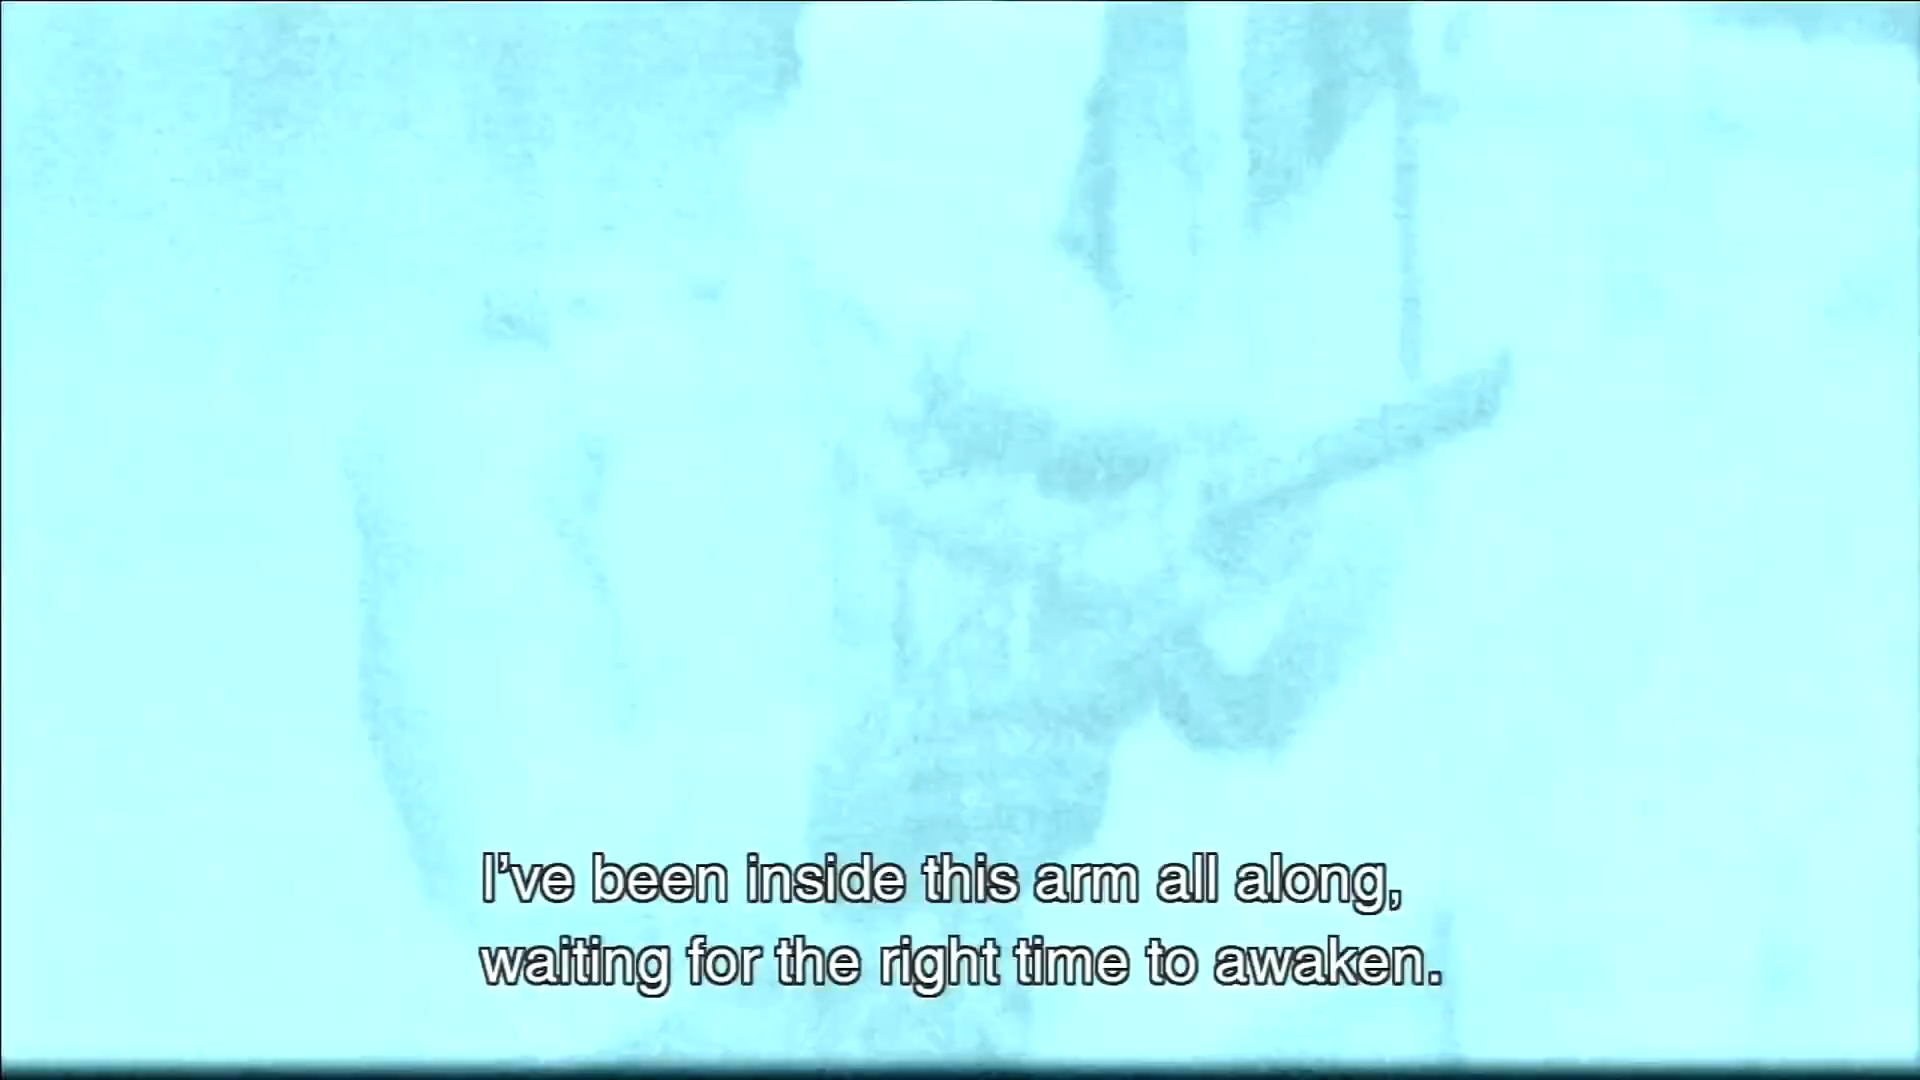 I've been inside this arm all along,
waiting for the right time to awaken.